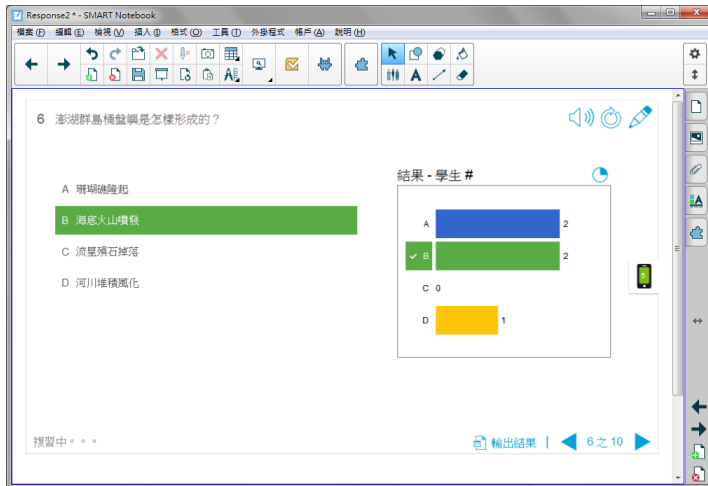 Response2 * - SMART Notebook
檔案(F) 編輯(E) 檢視(V) 插入(I) 格式(O) 工具(T) 外掛程式 帳戶(A) 說明(H)
6 澎湖群島桶盤嶼是怎樣形成的？
A 珊瑚礁隆起
B 海底火山噴發
C 流星殞石掉落
D 河川堆積風化
结果 - 學生 #
A 2
B 2
C 0
D 1
複習中。。。
輸出結果 | 6 之 10